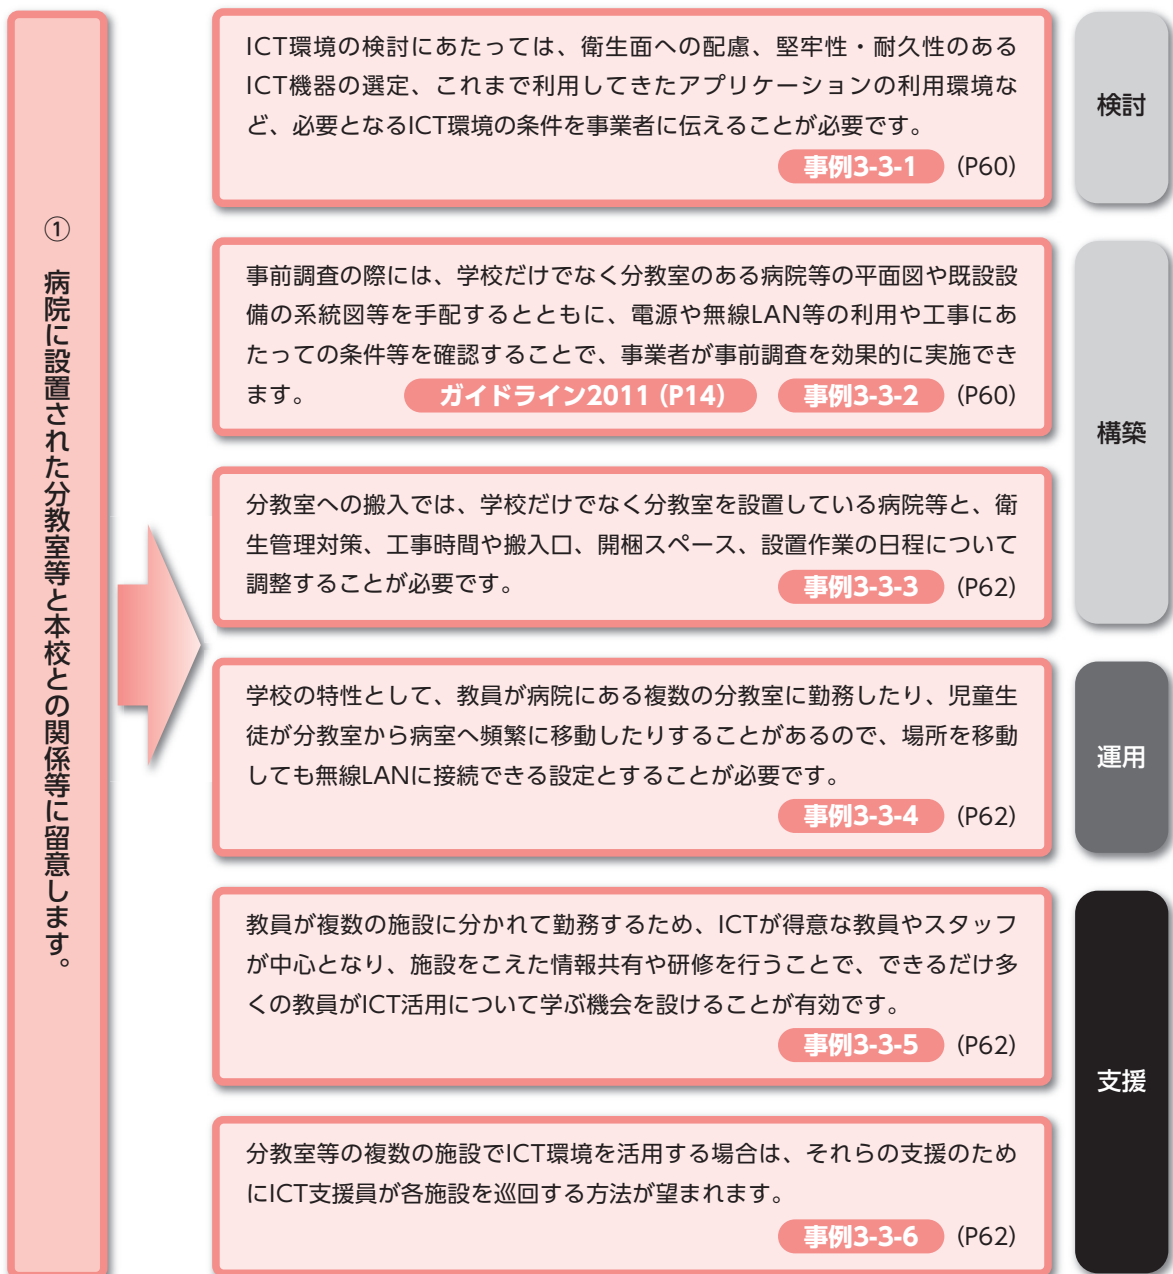 ① 病院に設置された分教室等と本校との関係等に留意します。
ICT環境の検討にあたっては、衛生面への配慮、堅牢性・耐久性のある
ICT機器の選定、これまで利用してきたアプリケーションの利用環境な
ど、必要となるICT環境の条件を事業者に伝えることが必要です。
事例3-3-1 (P60)
検討
事前調査の際には、学校だけでなく分教室のある病院等の平面図や既設設
備の系統図等を手配するとともに、電源や無線LAN等の利用や工事にあ
たっての条件等を確認することで、事業者が事前調査を効果的に実施でき
ます。 ガイドライン2011 (P14) 事例3-3-2 (P60)
構築
分教室への搬入では、学校だけでなく分教室を設置している病院等と、衛
生管理対策、工事時間や搬入口、開梱スペース、設置作業の日程について
調整することが必要です。 事例3-3-3 (P62)
学校の特性として、教員が病院にある複数の分教室に勤務したり、児童生
徒が分教室から病室へ頻繁に移動したりすることがあるので、場所を移動
しても無線LANに接続できる設定とすることが必要です。
事例3-3-4 (P62)
運用
教員が複数の施設に分かれて勤務するため、ICTが得意な教員やスタッフ
が中心となり、施設をこえた情報共有や研修を行うことで、できるだけ多
くの教員がICT活用について学ぶ機会を設けることが有効です。
事例3-3-5 (P62)
支援
分教室等の複数の施設でICT環境を活用する場合は、それらの支援のため
にICT支援員が各施設を巡回する方法が望まれます。
事例3-3-6 (P62)